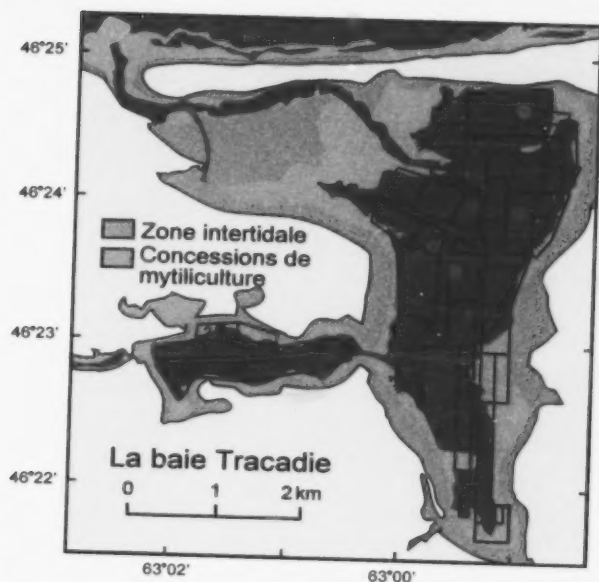 46°25'
46°24'
Zone intertidale
Concessions de
mytiliculture
46°23'
46°22'
La baie Tracadie
0 1 2 km
63°02' 63°00'